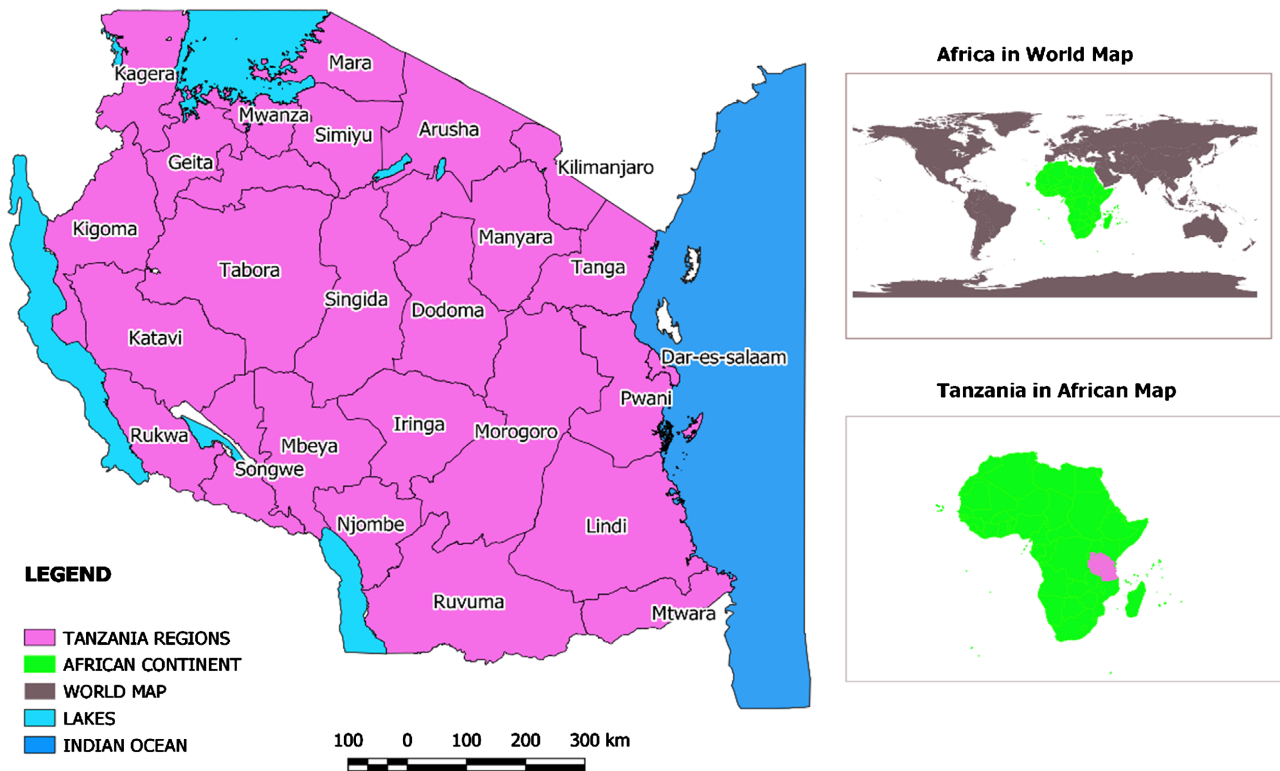 Africa in World Map
Mara
Kagera
Mwanza
Simiyu
Arusha
Geita
Kilimanjaro
Kigoma
Manyara
Tabora
Tanga
Singida
Dodoma
Katavi
Dar-es-salaam
Tanzania in African Map
Pwani
Iringa
Morogoro
Rukwa
Mbeya
Songwe
Njombe
Lindi
Ruvuma
Mtwara
LEGEND
TANZANIA REGIONS
AFRICAN CONTINENT
WORLD MAP
LAKES
INDIAN OCEAN
100 0 100 200 300 km